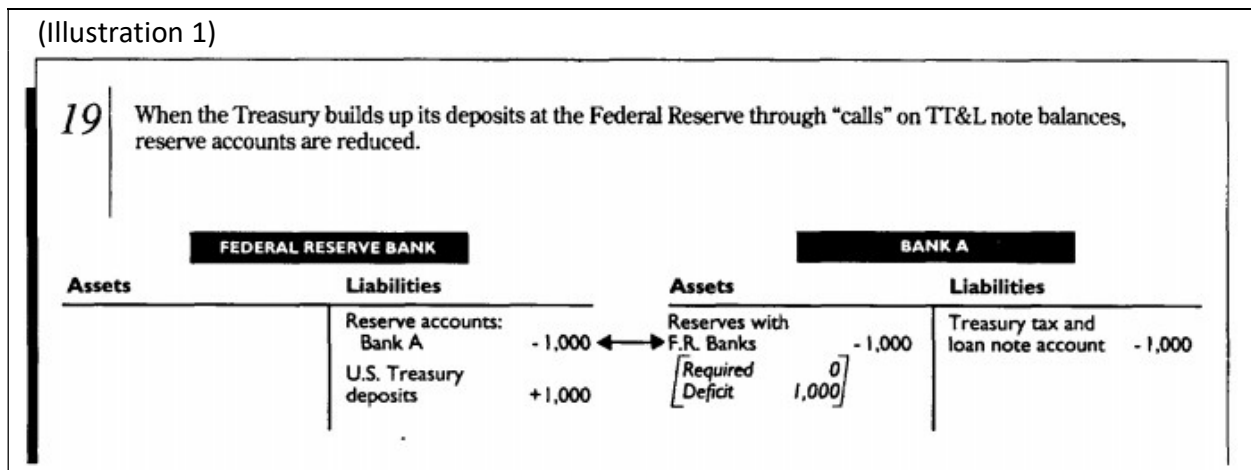 (Illustration 1)
19 When the Treasury builds up its deposits at the Federal Reserve through “calls” on TT&L note balances,
reserve accounts are reduced.
FEDERAL RESERVE BANK
Assets Liabilities
Reserve accounts:
Bank A - 1,000
U.S. Treasury
deposits +1,000
BANK A
Assets Liabilities
Reserves with
F.R. Banks - 1,000
[Required 0]
[Deficit 1,000]
Treasury tax and
loan note account - 1,000